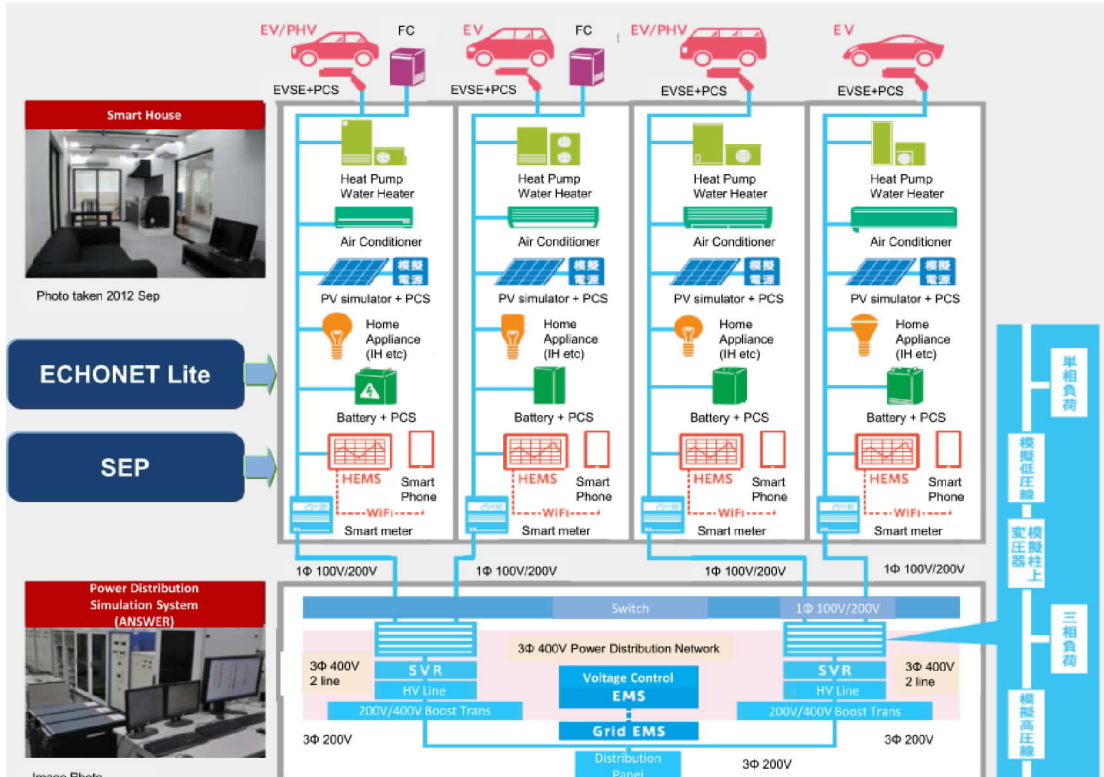 EV/PHV
FC
EV
FC
EV/PHV
EV
EVSE+PCS
EVSE+PCS
EVSE+PCS
EVSE+PCS
Smart House
Photo taken 2012 Sep
Heat Pump
Water Heater
Heat Pump
Water Heater
Heat Pump
Water Heater
Heat Pump
Water Heater
Air Conditioner
Air Conditioner
Air Conditioner
Air Conditioner
模擬
電源
模擬
電源
模擬
電源
模擬
電源
PV simulator + PCS
PV simulator + PCS
PV simulator + PCS
PV simulator + PCS
Home
Appliance
(IH etc)
Home
Appliance
(IH etc)
Home
Appliance
(IH etc)
Home
Appliance
(IH etc)
ECHONET Lite
Battery + PCS
Battery + PCS
Battery + PCS
Battery + PCS
SEP
HEMS
Smart
Phone
WiFi
Smart meter
HEMS
Smart
Phone
WiFi
Smart meter
HEMS
Smart
Phone
WiFi
Smart meter
HEMS
Smart
Phone
WiFi
Smart meter
1Φ 100V/200V
1Φ 100V/200V
1Φ 100V/200V
1Φ 100V/200V
Power Distribution
Simulation System
(ANSWER)
Image Photo
Switch
1Φ 100V/200V
3Φ 400V Power Distribution Network
3Φ 400V
2 line
SVR
HV Line
200V/400V Boost Trans
Voltage Control
EMS
Grid EMS
SVR
HV Line
200V/400V Boost Trans
3Φ 400V
2 line
3Φ 200V
3Φ 200V
Distribution
Panel
3Φ 200V
単相負荷
模擬低圧線
模擬柱上
変圧器
三相負荷
模擬高圧線